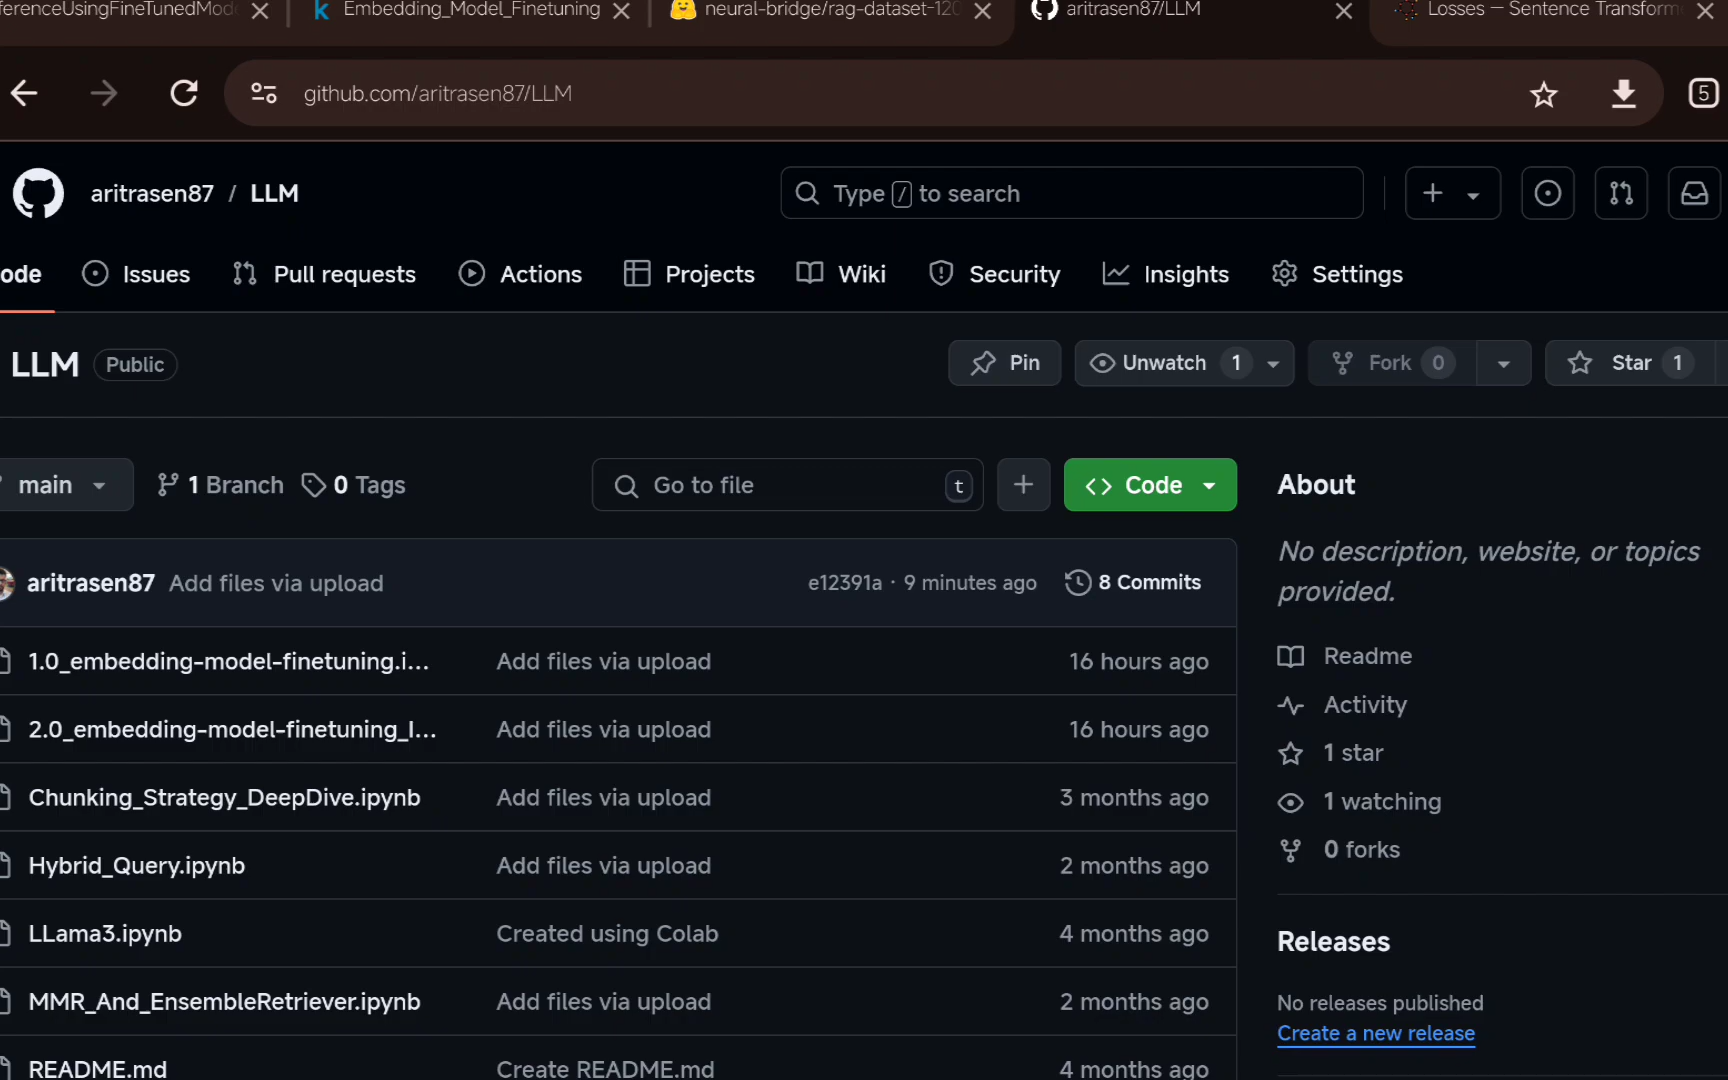 ferenceUsingFineTunedMod
Embedding_Model_Finetuning
neural-bridge/rag-dataset-120
aritrasen87/LLM
Losses — Sentence Transform
github.com/aritrasen87/LLM
5
aritrasen87 / LLM
Type / to search
ode
Issues
Pull requests
Actions
Projects
Wiki
Security
Insights
Settings
LLM Public
Pin
Unwatch 1
Fork 0
Star 1
main
1 Branch
0 Tags
Go to file t
Code
About
No description, website, or topics
provided.
aritrasen87 Add files via upload e12391a · 9 minutes ago 8 Commits
1.0_embedding-model-finetuning.i... Add files via upload 16 hours ago
2.0_embedding-model-finetuning_I... Add files via upload 16 hours ago
Chunking_Strategy_DeepDive.ipynb Add files via upload 3 months ago
Hybrid_Query.ipynb Add files via upload 2 months ago
LLama3.ipynb Created using Colab 4 months ago
MMR_And_EnsembleRetriever.ipynb Add files via upload 2 months ago
README.md Create README.md 4 months ago
Readme
Activity
1 star
1 watching
0 forks
Releases
No releases published
Create a new release